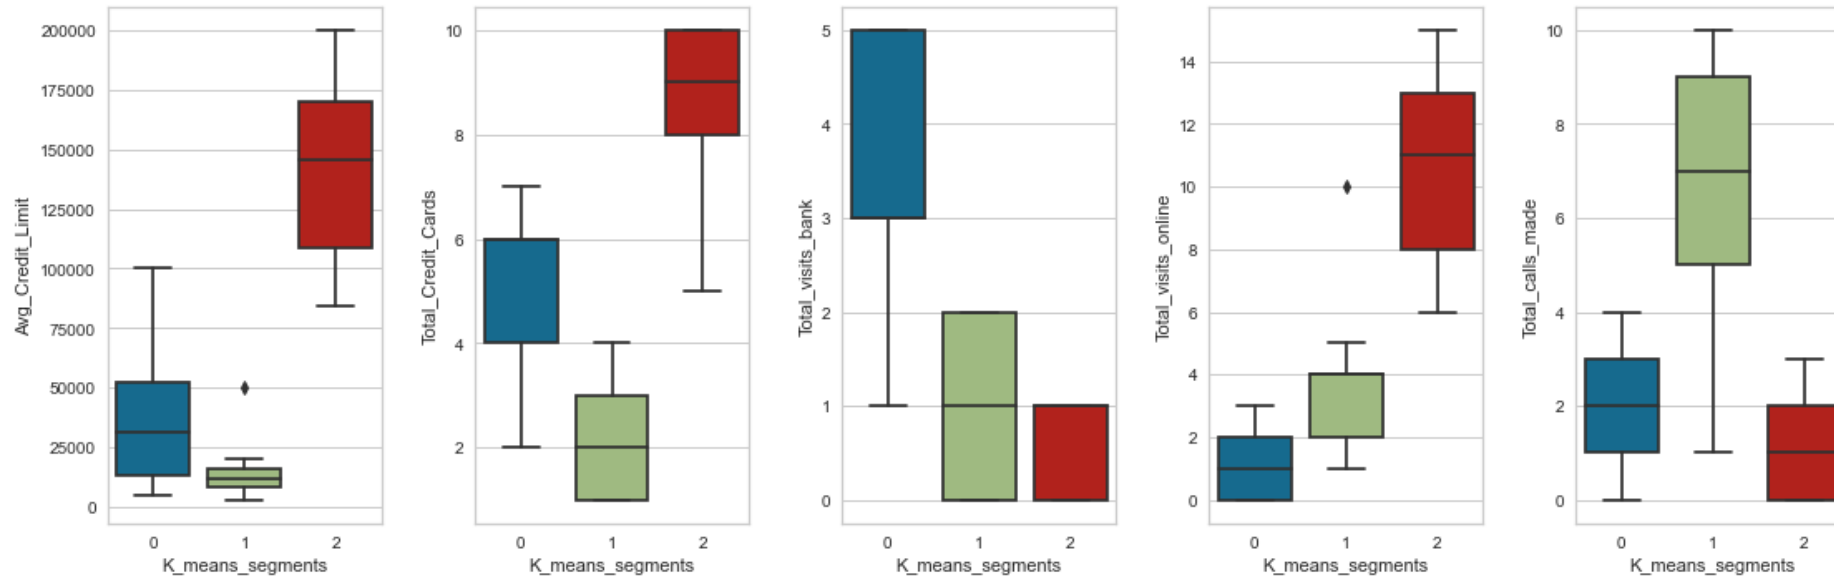 Avg_Credit_Limit
200000
175000
150000
125000
100000
75000
50000
25000
0
0 1 2
K_means_segments
Total_Credit_Cards
10
8
6
4
2
0 1 2
K_means_segments
Total_visits_bank
5
4
3
2
1
0
0 1 2
K_means_segments
Total_visits_online
14
12
10
8
6
4
2
0
0 1 2
K_means_segments
Total_calls_made
10
8
6
4
2
0
0 1 2
K_means_segments